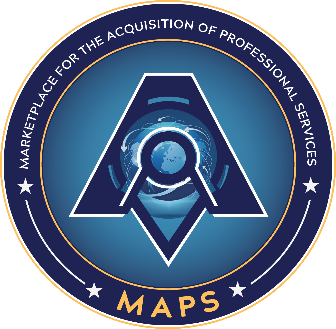 MARKETPLACE FOR THE ACQUISITION OF PROFESSIONAL SERVICES
MAPS